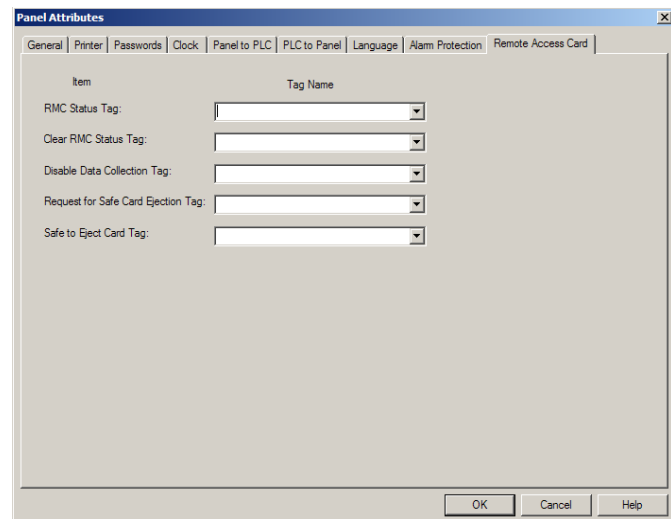 Panel Attributes
General Printer Passwords Clock Panel to PLC PLC to Panel Language Alarm Protection Remote Access Card
Item Tag Name
RMC Status Tag:
Clear RMC Status Tag:
Disable Data Collection Tag:
Request for Safe Card Ejection Tag:
Safe to Eject Card Tag:
OK Cancel Help